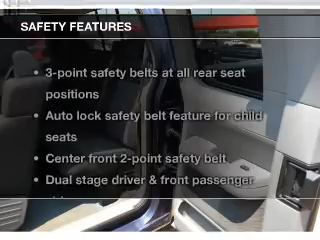 SAFETY FEATURES
• 3-point safety belts at all rear seat
positions
• Auto lock safety belt feature for child
seats
• Center front 2-point safety belt
• Dual stage driver & front passenger